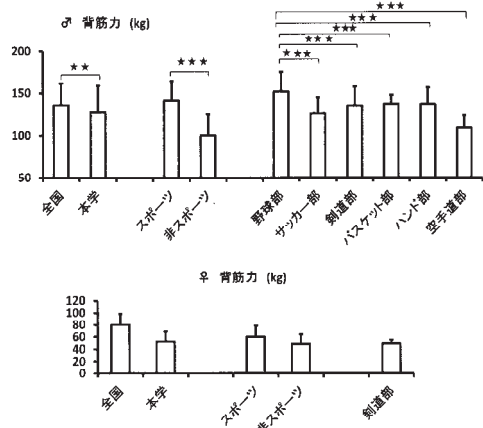 ♂ 背筋力 (kg)
★★★
★★★
★★★
★★★
★★★
★★
★★★
200
150
100
50
全国
本学
スポーツ
非スポーツ
野球部
サッカー部
剣道部
バスケット部
ハンド部
空手道部
♀ 背筋力 (kg)
120
100
80
60
40
20
0
全国
本学
スポーツ
非スポーツ
剣道部